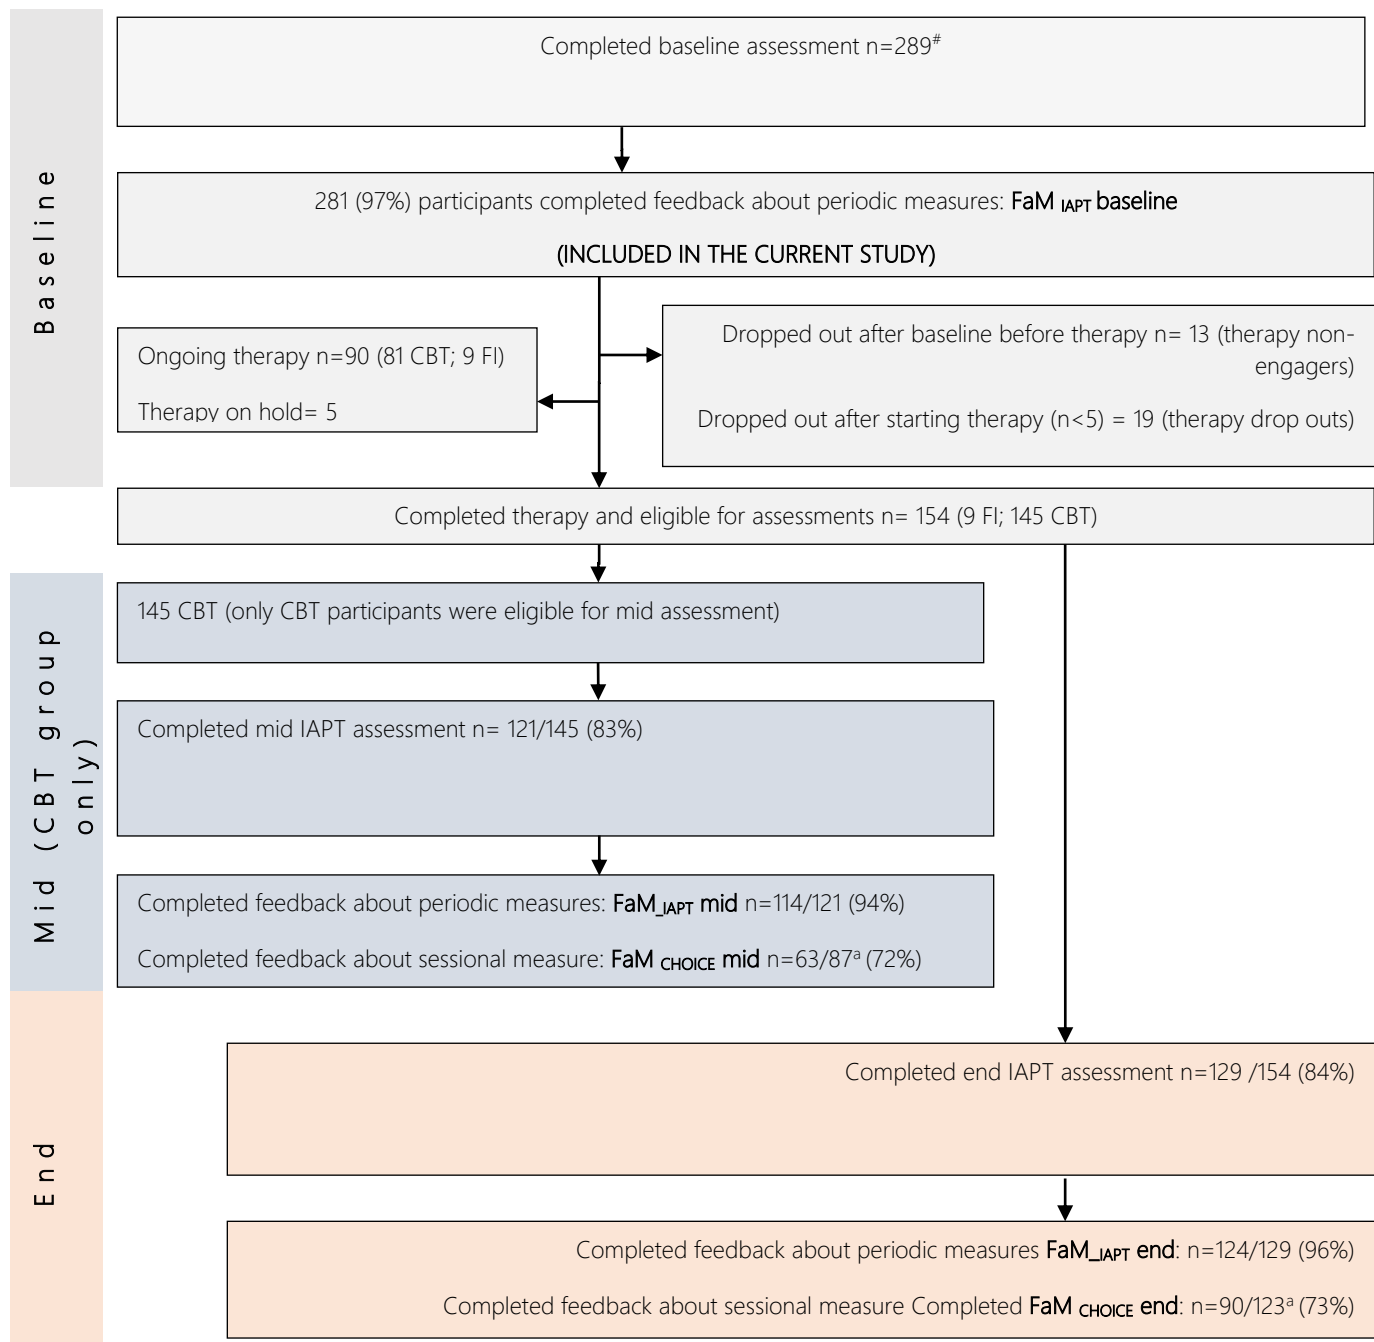 Baseline
Completed baseline assessment n=289#
281 (97%) participants completed feedback about periodic measures: FaM IAPT baseline
(INCLUDED IN THE CURRENT STUDY)
Ongoing therapy n=90 (81 CBT; 9 FI)
Therapy on hold= 5
Dropped out after baseline before therapy n= 13 (therapy non-
engagers)
Dropped out after starting therapy (n<5) = 19 (therapy drop outs)
Completed therapy and eligible for assessments n= 154 (9 FI; 145 CBT)
Mid (CBT group
only)
145 CBT (only CBT participants were eligible for mid assessment)
Completed mid IAPT assessment n= 121/145 (83%)
Completed feedback about periodic measures: FaM_IAPT mid n=114/121 (94%)
Completed feedback about sessional measure: FaM CHOICE mid n=63/87a (72%)
End
Completed end IAPT assessment n=129 /154 (84%)
Completed feedback about periodic measures FaM_IAPT end: n=124/129 (96%)
Completed feedback about sessional measure Completed FaM CHOICE end: n=90/123a (73%)